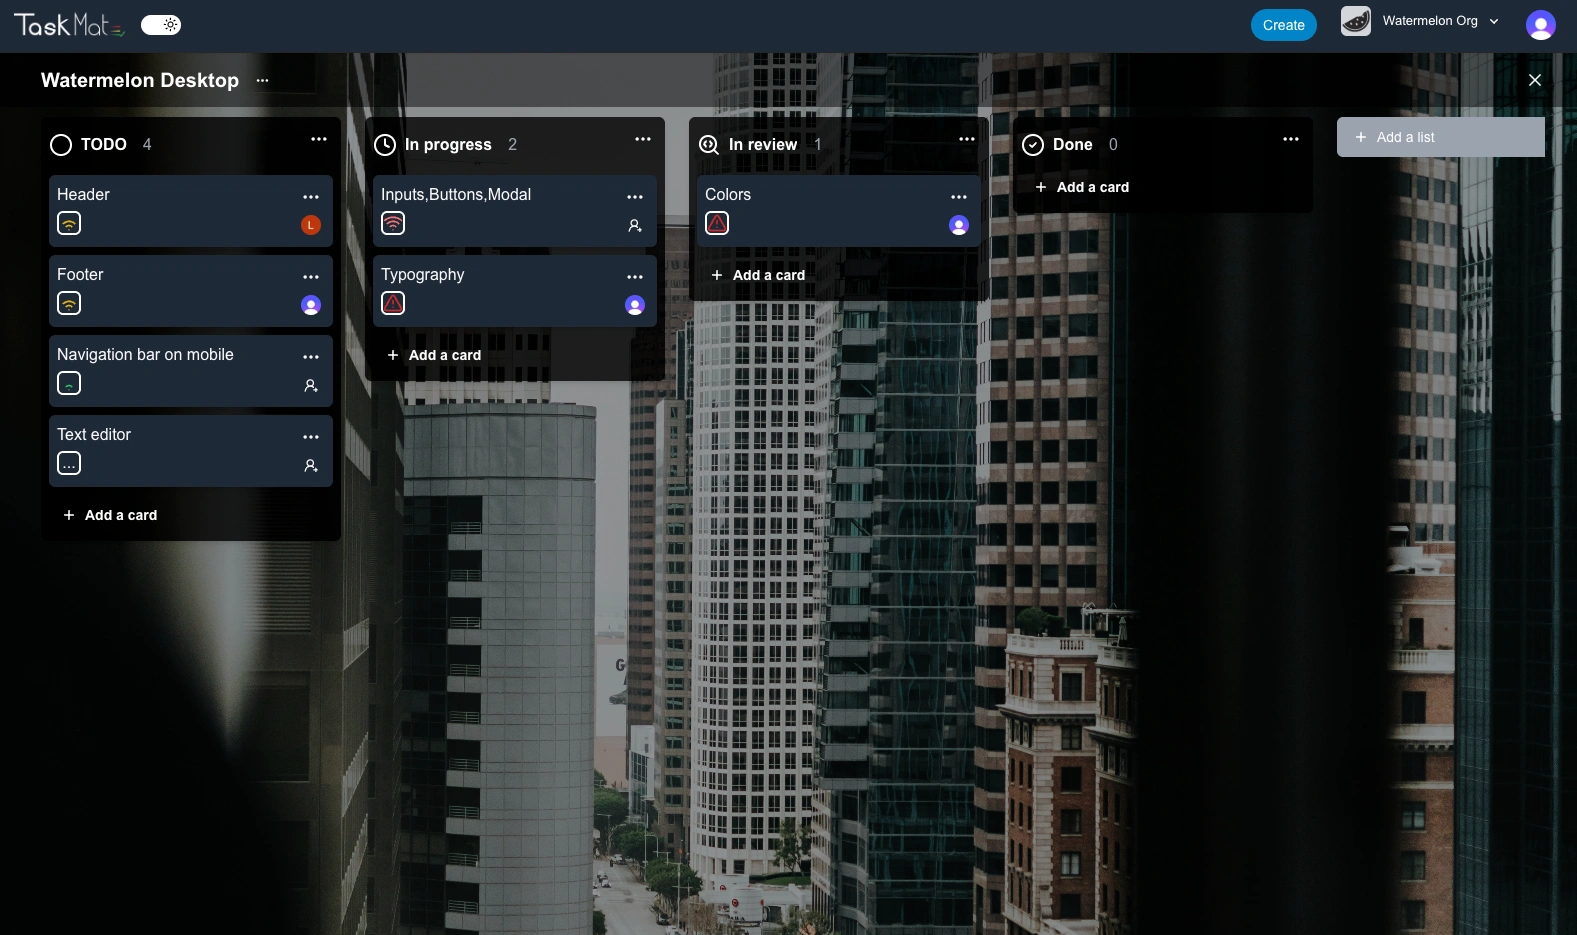 TaskMate
Create
Watermelon Org
Watermelon Desktop
TODO 4
Header
L
Footer
Navigation bar on mobile
Text editor
...
+ Add a card
In progress 2
Inputs,Buttons,Modal
Typography
+ Add a card
In review 1
Colors
+ Add a card
Done 0
+ Add a card
+ Add a list